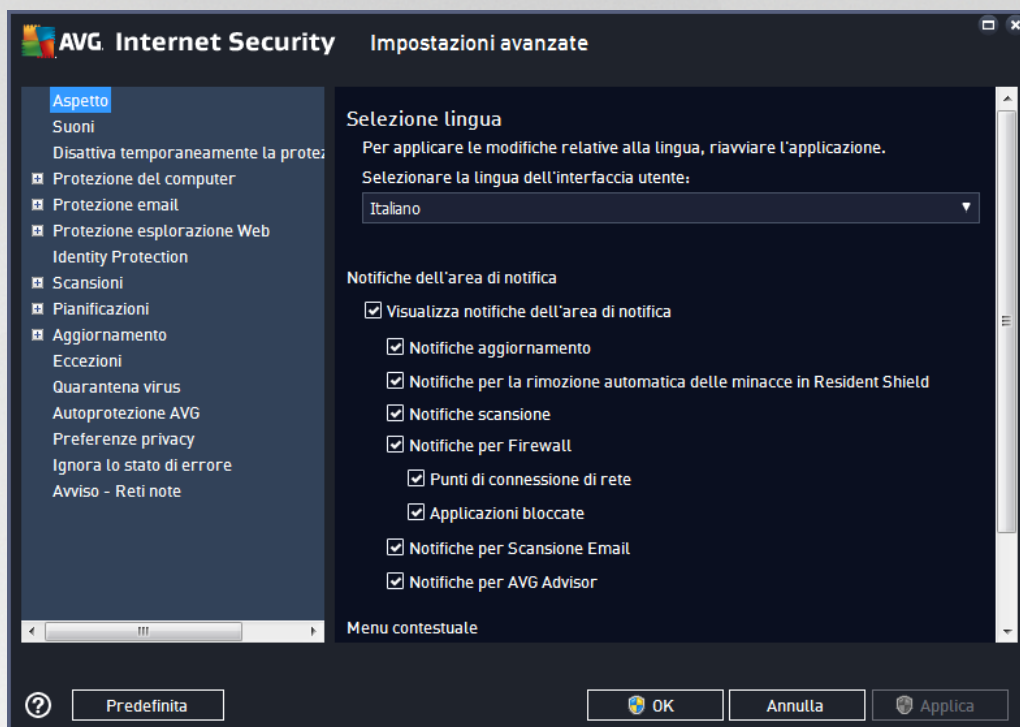 AVG. Internet Security
Impostazioni avanzate
Aspetto
Suoni
Disattiva temporaneamente la
Protezione del computer
Protezione email
Protezione esplorazione Web
Identity Protection
Scansioni
Pianificazioni
Aggiornamento
Eccezioni
Quarantena virus
Autoprotezione AVG
Preferenze privacy
Ignora lo stato di errore
Avviso - Reti note
Selezione lingua
Per applicare le modifiche relative alla lingua, riavviare l'applicazione.
Selezionare la lingua dell'interfaccia utente:
Italiano
Notifiche dell'area di notifica
Visualizza notifiche dell'area di notifica
Notifiche aggiornamento
Notifiche per la rimozione automatica delle minacce in Resident Shield
Notifiche scansione
Notifiche per Firewall
Punti di connessione di rete
Applicazioni bloccate
Notifiche per Scansione Email
Notifiche per AVG Advisor
Menu contestuale
Predefinita
OK
Annulla
Applica